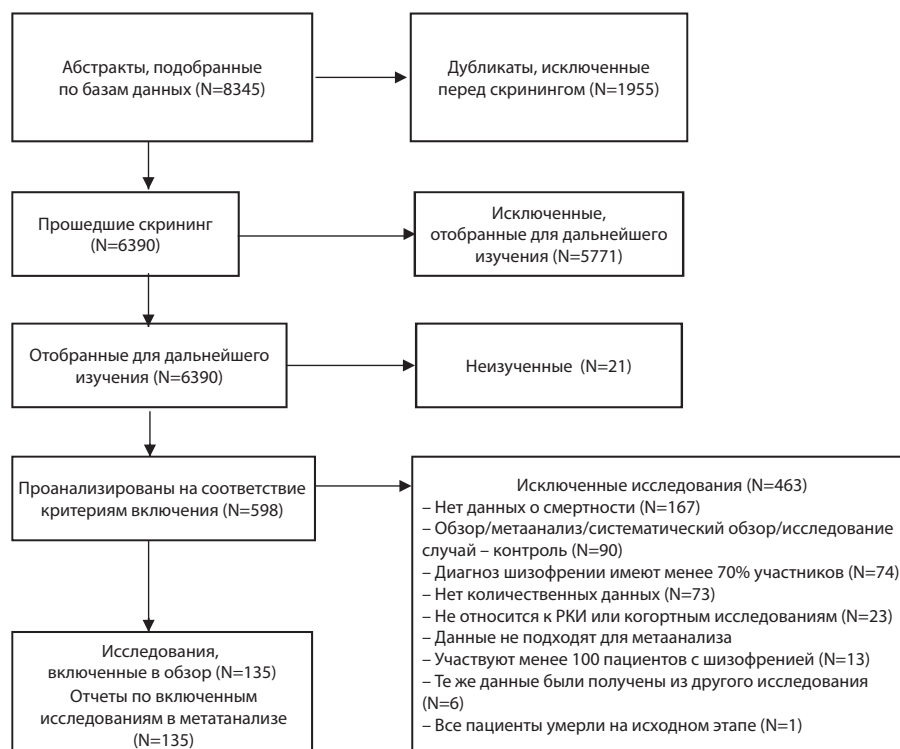 Абстракты, подобранные
по базам данных (N=8345)
Дубликаты, исключенные
перед скринингом (N=1955)
Прошедшие скрининг
(N=6390)
Исключенные,
отобранные для дальнейшего
изучения (N=5771)
Отобранные для дальнейшего
изучения (N=6390)
Неизученные (N=21)
Проанализированы на соответствие
критериям включения (N=598)
Исключенные исследования (N=463)
– Нет данных о смертности (N=167)
– Обзор/метаанализ/систематический обзор/исследование
случай – контроль (N=90)
– Диагноз шизофрении имеют менее 70% участников (N=74)
– Нет количественных данных (N=73)
– Не относится к РКИ или когортным исследованиям (N=23)
– Данные не подходят для метаанализа
– Участвуют менее 100 пациентов с шизофренией (N=13)
– Те же данные были получены из другого исследования
(N=6)
– Все пациенты умерли на исходном этапе (N=1)
Исследования,
включенные в обзор (N=135)
Отчеты по включенным
исследованиям в метатанализе
(N=135)